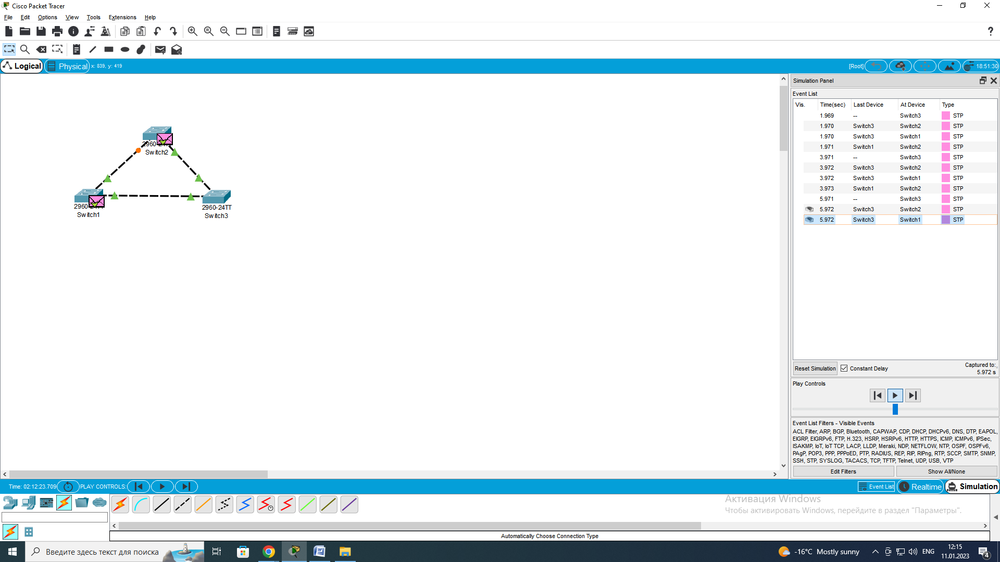 Cisco Packet Tracer
File Edit Options View Tools Extensions Help
?
Logical Physical x: 839, y: 419 [Root] 18:51:30
Simulation Panel
Event List
Vis. Time(sec) Last Device At Device Type
1.969 -- Switch3 STP
1.970 Switch3 Switch2 STP
1.970 Switch3 Switch1 STP
1.971 Switch1 Switch2 STP
3.971 -- Switch3 STP
3.972 Switch3 Switch2 STP
3.972 Switch3 Switch1 STP
3.973 Switch1 Switch2 STP
5.971 -- Switch3 STP
5.972 Switch3 Switch2 STP
5.972 Switch3 Switch1 STP
Switch2
Switch1
2960-24TT
Switch3
Reset Simulation Constant Delay Captured to:
5.972 s
Play Controls
Event List Filters - Visible Events
ACL Filter, ARP, BGP, Bluetooth, CAPWAP, CDP, DHCP, DHCPv6, DNS, DTP, EAPOL,
EIGRP, EIGRPv6, FTP, H.323, HSRP, HSRPv6, HTTP, HTTPS, ICMP, ICMPv6, IPSec,
ISAKMP, IoT, IoT TCP, LACP, LLDP, Meraki, NDP, NETFLOW, NTP, OSPF, OSPFv6,
PAgP, POP3, PPP, PPPoED, PTP, RADIUS, REP, RIP, RIPng, RTP, SCCP, SMTP, SNMP,
SSH, STP, SYSLOG, TACACS, TCP, TFTP, Telnet, UDP, USB, VTP
Edit Filters Show All/None
Time: 02:12:23.709 PLAY CONTROLS: Event List Realtime Simulation
Активация Windows
Чтобы активировать Windows, перейдите в раздел "Параметры".
Automatically Choose Connection Type
Введите здесь текст для поиска
-16°C Mostly sunny ENG
12:15
11.01.2023
4